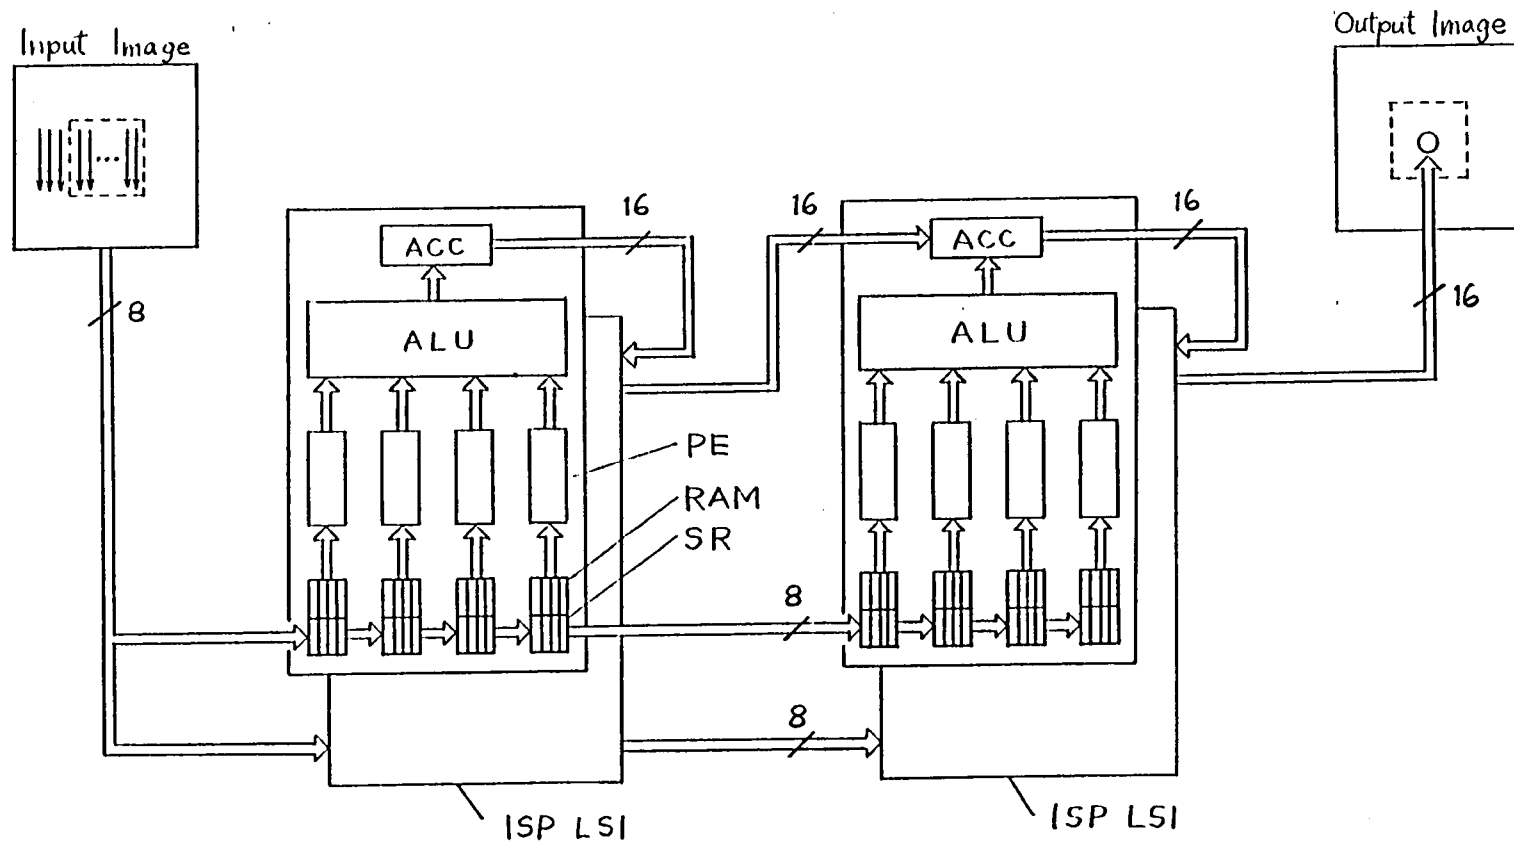 Input Image
Output Image
16
16
16
ACC
ACC
8
16
ALU
ALU
PE
RAM
SR
8
8
ISP LSI
ISP LSI